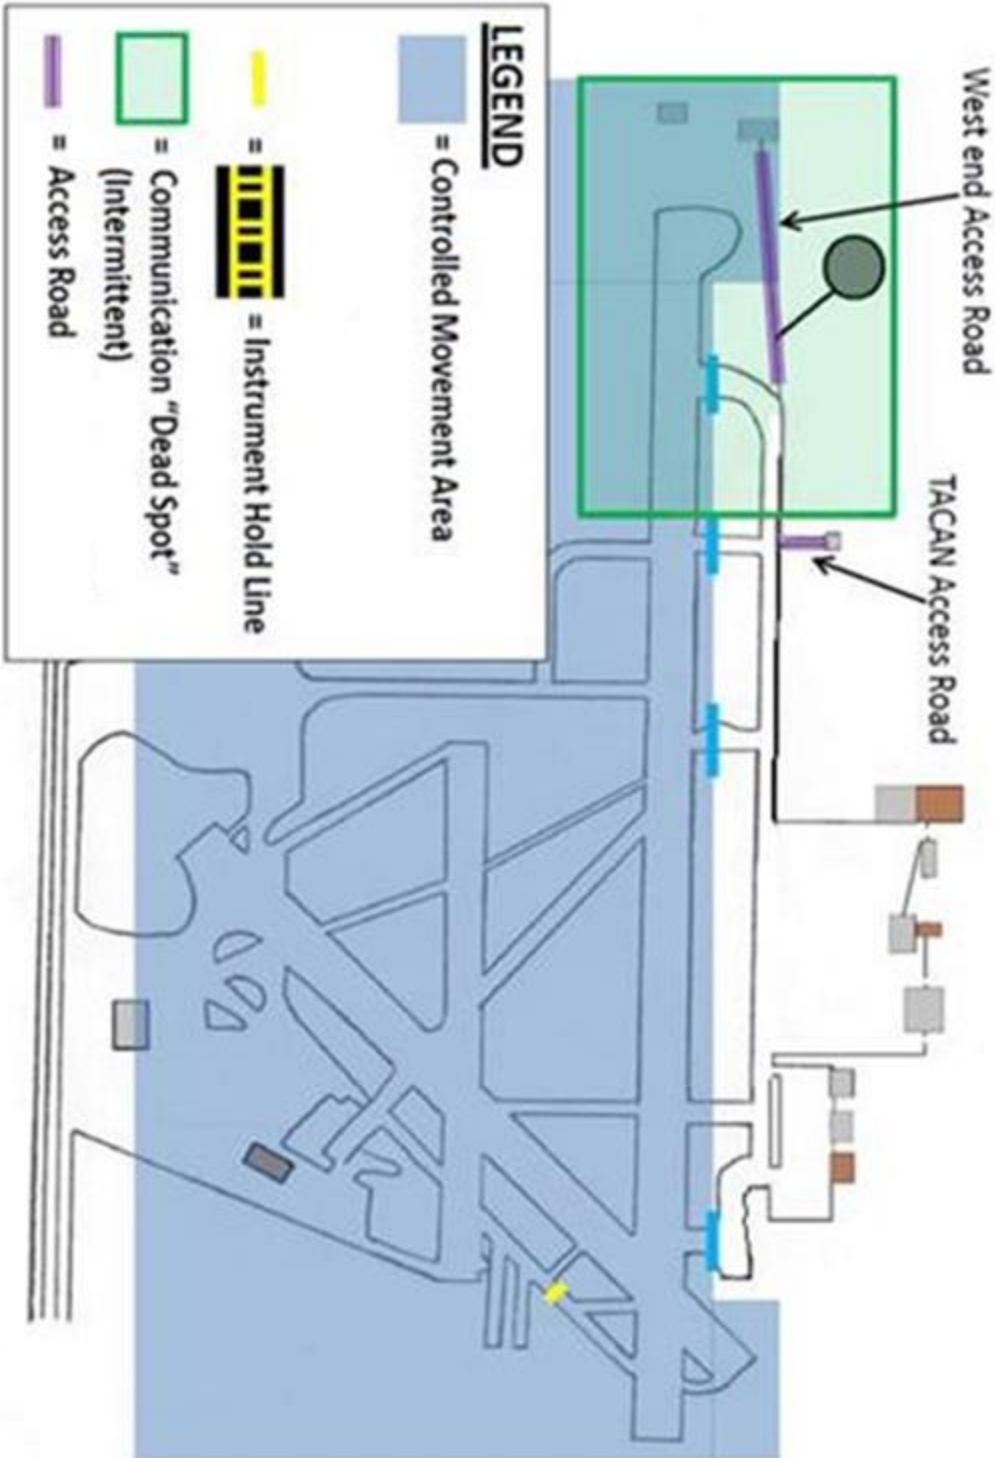 West end Access Road
TACAN Access Road
LEGEND
= Controlled Movement Area
= = Instrument Hold Line
= Communication “Dead Spot”
(Intermittent)
= Access Road